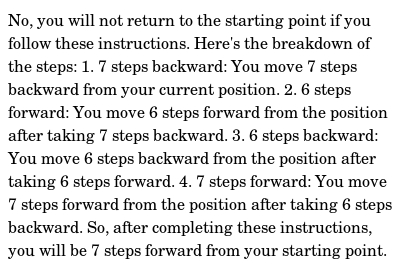 No, you will not return to the starting point if you
follow these instructions. Here's the breakdown of
the steps: 1. 7 steps backward: You move 7 steps
backward from your current position. 2. 6 steps
forward: You move 6 steps forward from the position
after taking 7 steps backward. 3. 6 steps backward:
You move 6 steps backward from the position after
taking 6 steps forward. 4. 7 steps forward: You move
7 steps forward from the position after taking 6 steps
backward. So, after completing these instructions,
you will be 7 steps forward from your starting point.